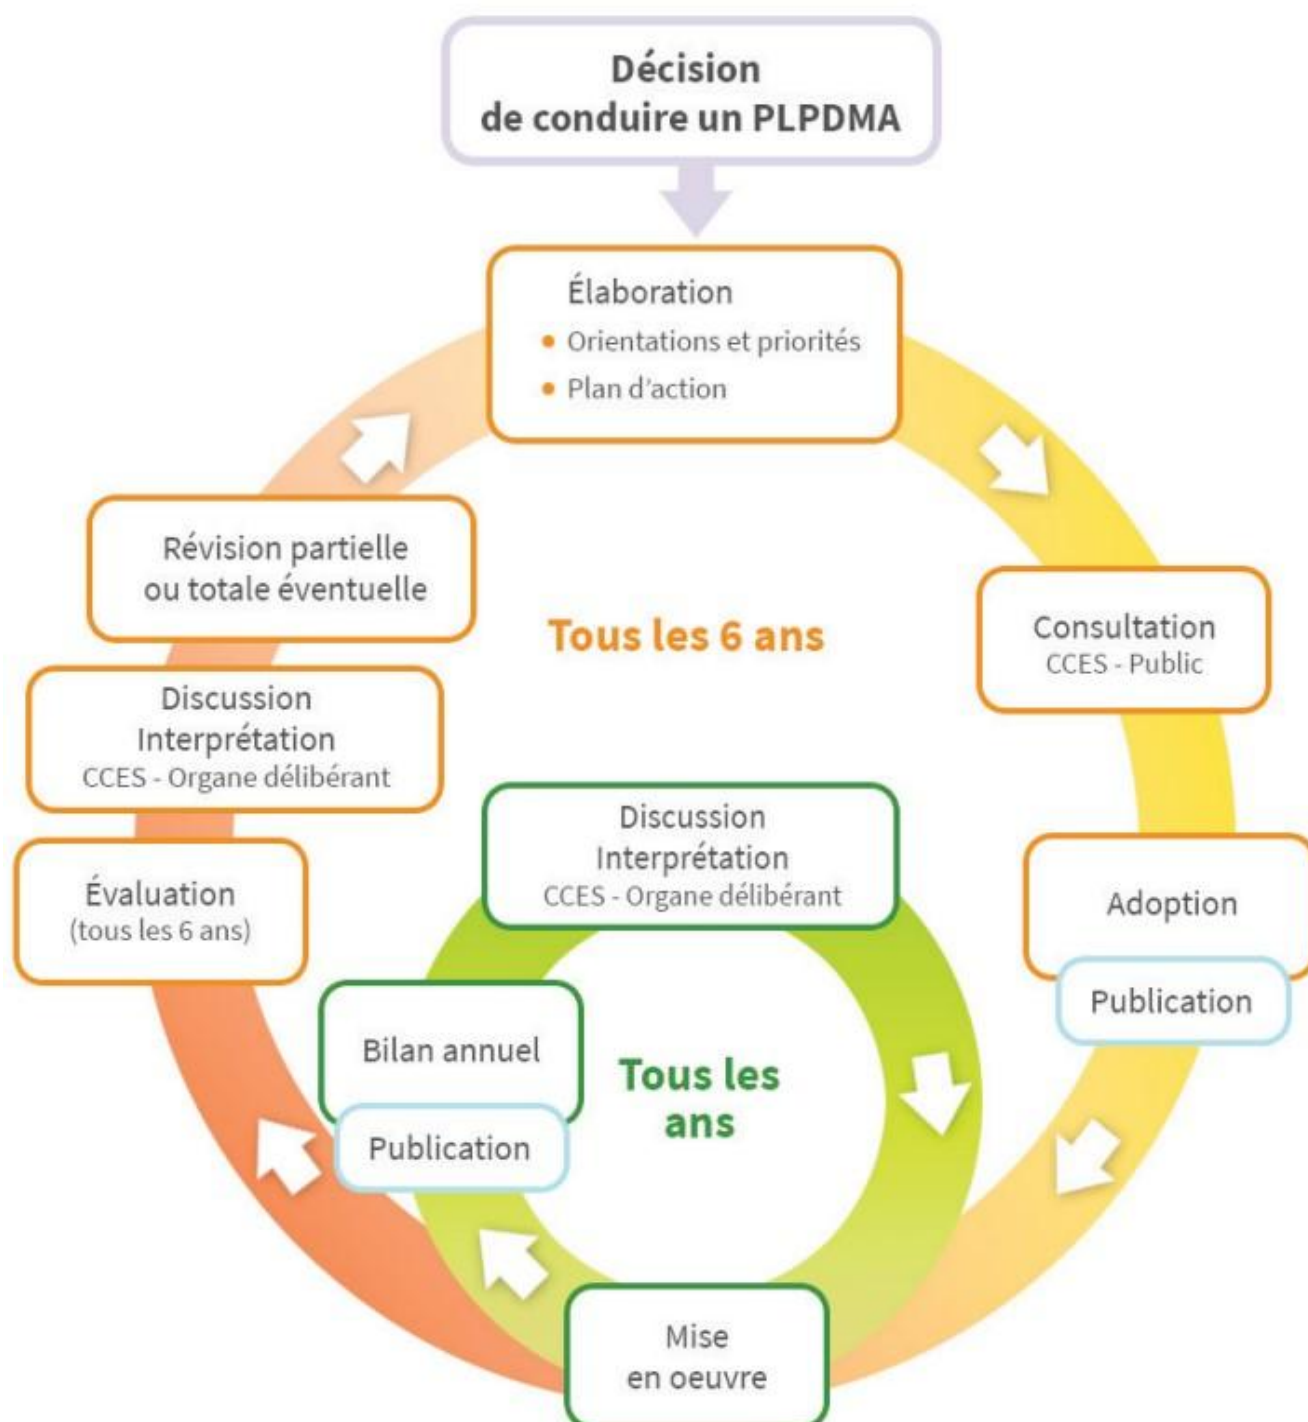 Décision
de conduire un PLPDMA
Élaboration
Orientations et priorités
Plan d'action
Révision partielle
ou totale éventuelle
Tous les 6 ans
Consultation
CCES - Public
Discussion
Interprétation
CCES - Organe délibérant
Discussion
Interprétation
CCES - Organe délibérant
Évaluation
(tous les 6 ans)
Adoption
Publication
Bilan annuel
Publication
Tous les
ans
Mise
en oeuvre